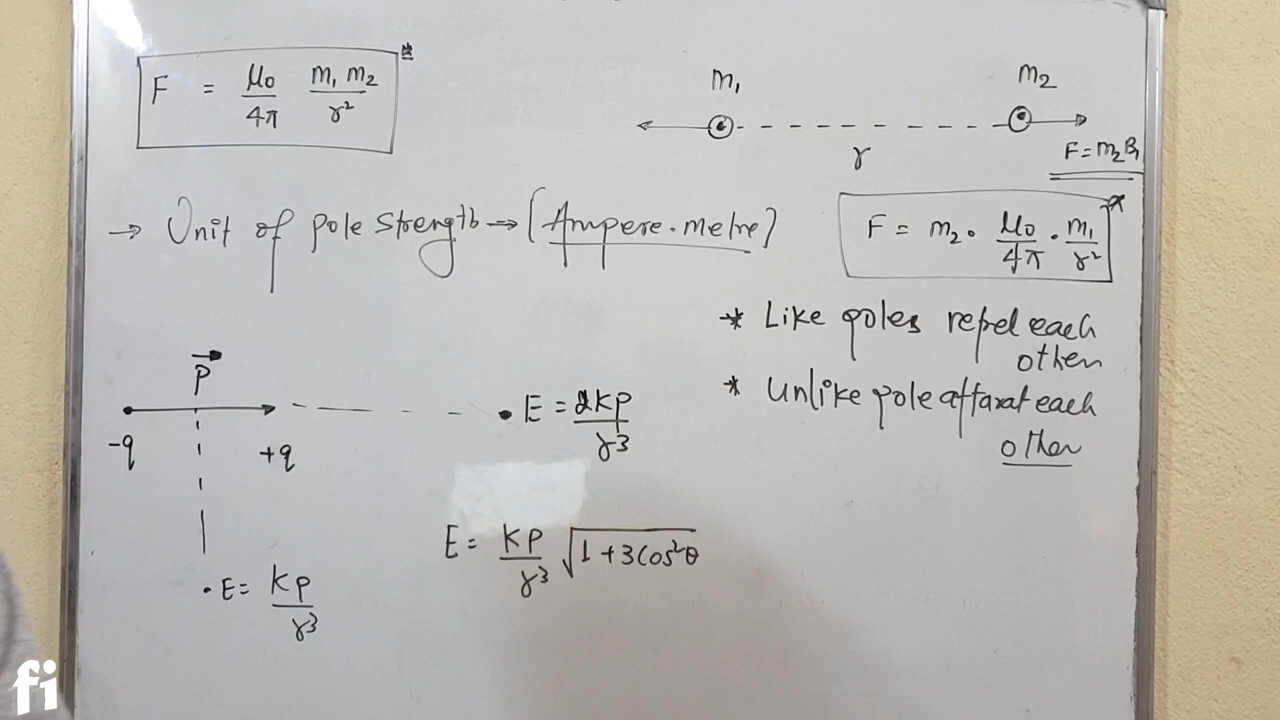 F = μ₀/4π m₁ m₂/r²
m₁ m₂
r
F = m₂B₁
→ Unit of pole strength → (Ampere.metre)
F = m₂ . μ₀/4π . m₁/r²
* Like poles repel each
other
* Unlike pole attarat each
other
P⃗
-q +q
E = 2KP/r³
E = KP/r³ √1 + 3Cos²θ
E = KP/r³
fi